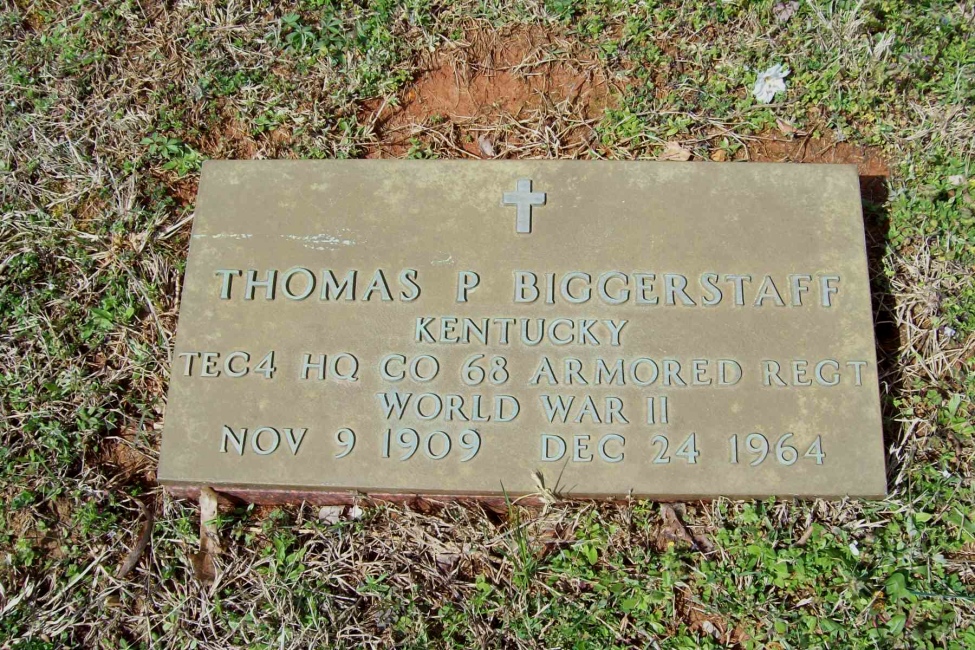 THOMAS P BIGGERSTAFF
KENTUCKY
TEC4 HQ CO 68 ARMORED REGT
WORLD WAR II
NOV 9 1909 DEC 24 1964